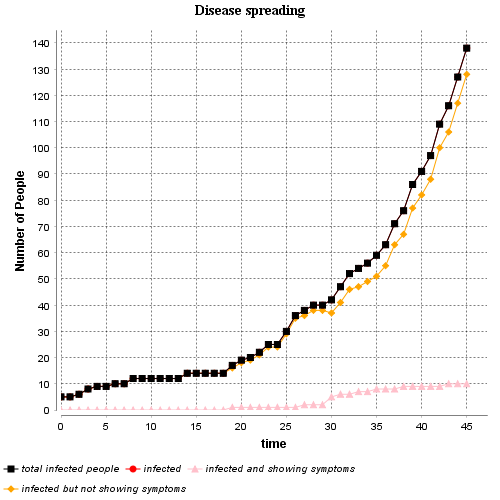 Disease spreading
140
130
120
110
100
90
80
70
60
50
40
30
20
10
0
Number of People
0 5 10 15 20 25 30 35 40 45
time
total infected people infected infected and showing symptoms
infected but not showing symptoms